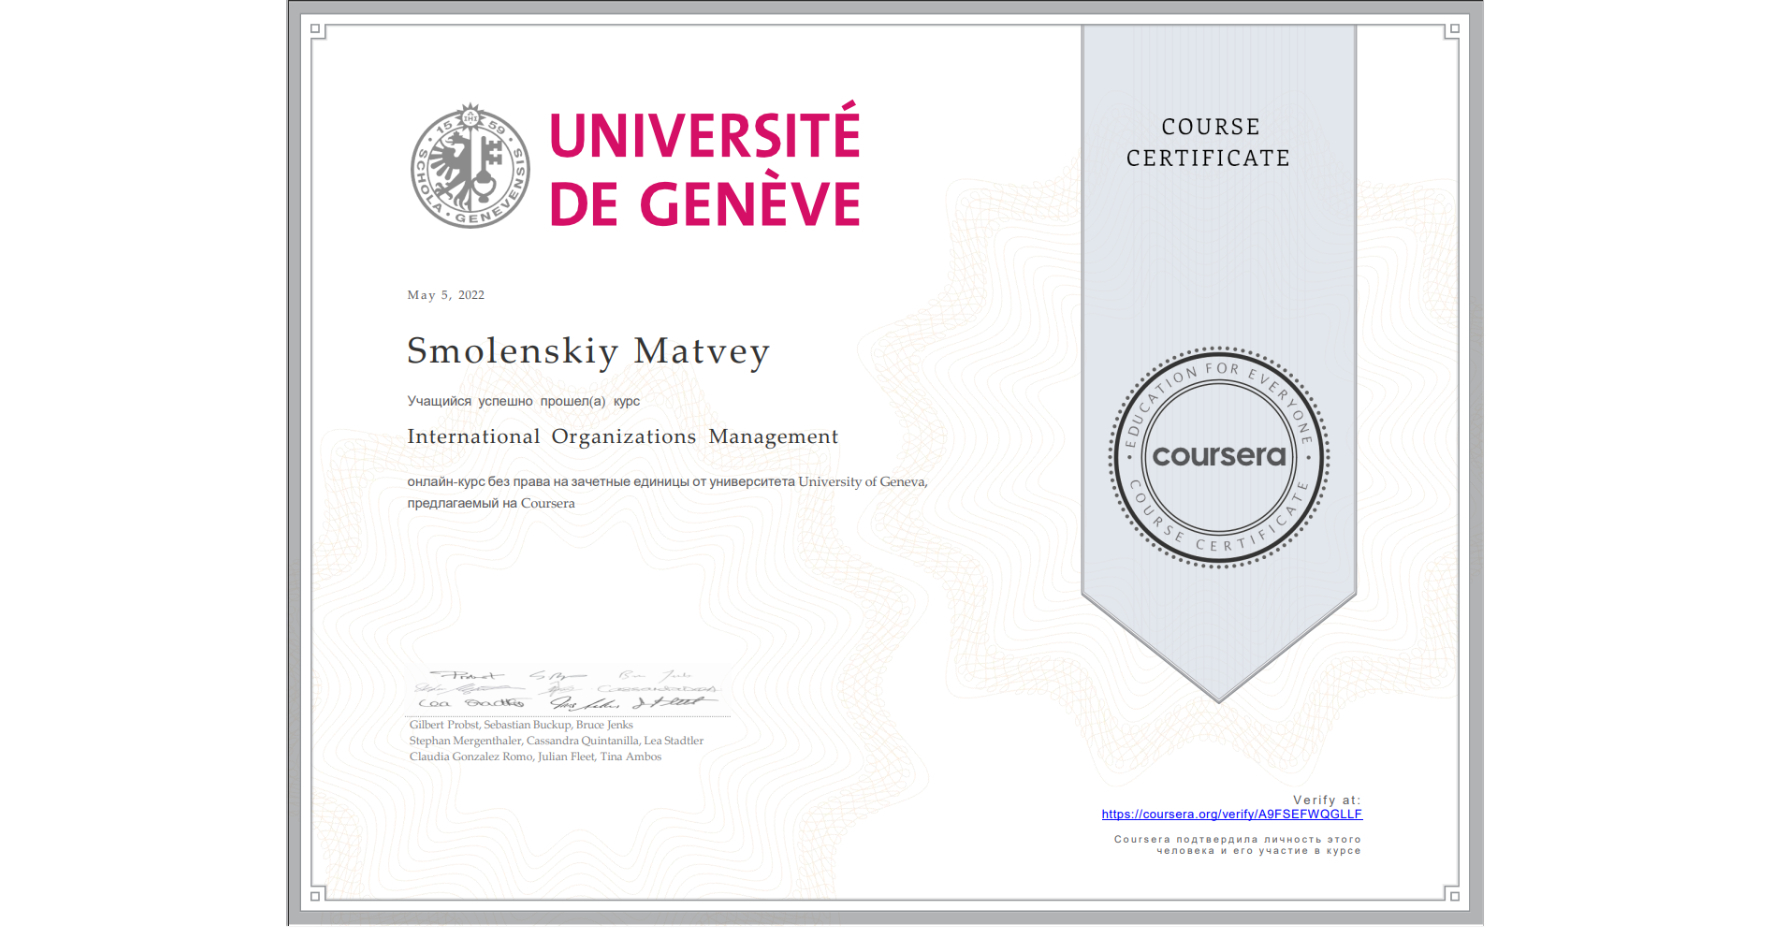 SCHOLA GENEVENSIS
1559
UNIVERSITÉ
DE GENÈVE
COURSE
CERTIFICATE
May 5, 2022
Smolenskiy Matvey
Учащийся успешно прошел(а) курс
International Organizations Management
онлайн-курс без права на зачетные единицы от университета University of Geneva,
предлагаемый на Coursera
EDUCATION FOR EVERYONE
coursera
COURSE CERTIFICATE
Lea Stadtler
Gilbert Probst, Sebastian Buckup, Bruce Jenks
Stephan Mergenthaler, Cassandra Quintanilla, Lea Stadtler
Claudia Gonzalez Romo, Julian Fleet, Tina Ambos
Verify at:
https://coursera.org/verify/A9FSEFWQGLLF
Coursera подтвердила личность этого
человека и его участие в курсе